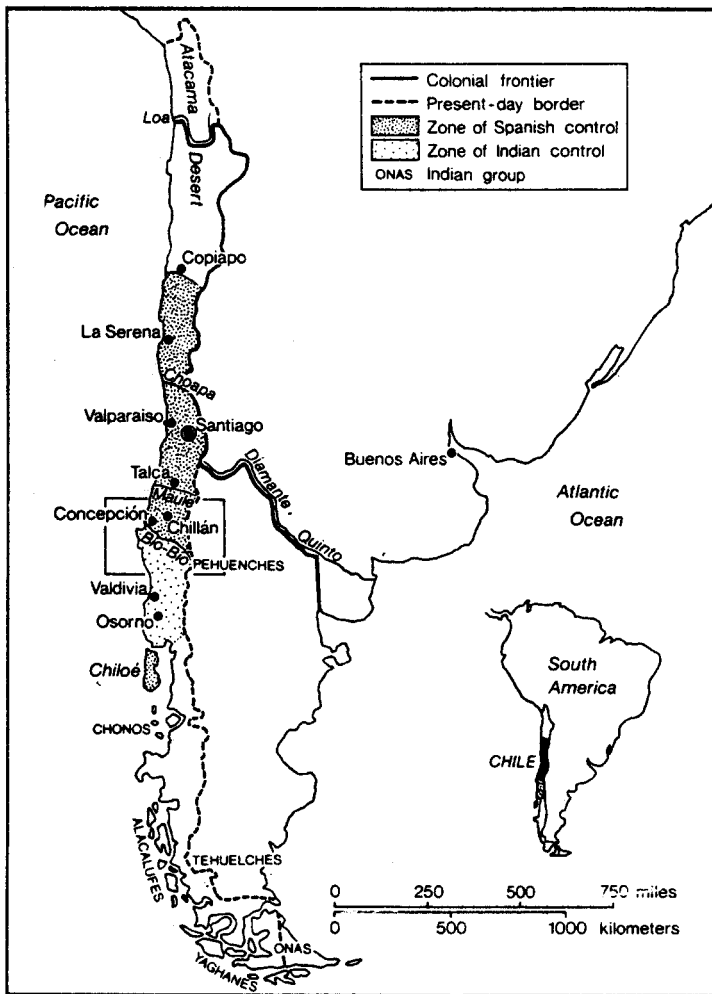 Colonial frontier
Present-day border
Zone of Spanish control
Zone of Indian control
ONAS Indian group
Atacama
Desert
Loa
Pacific
Ocean
Copiapo
La Serena
Choapa
Valparaiso
Santiago
Talca
Maule
Concepción
Chillán
Bío-Bío
PEHUENCHES
Diamante
Quinto
Buenos Aires
Atlantic
Ocean
Valdivia
Osorno
Chiloé
CHONOS
ALACALUFES
TEHUELCHES
ONAS
YAGHANES
South
America
CHILE
0 250 500 750 miles
0 500 1000 kilometers